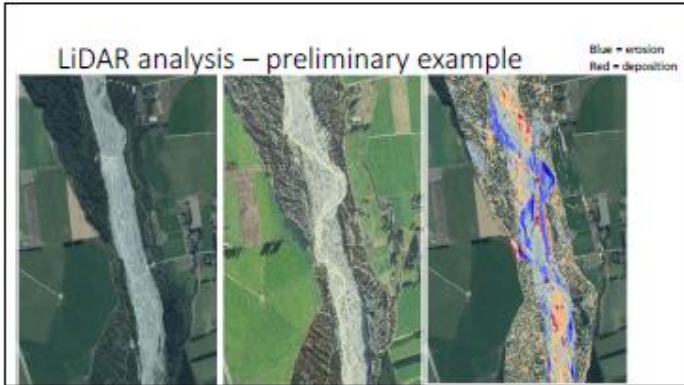 LiDAR analysis – preliminary example
Blue = erosion
Red = deposition